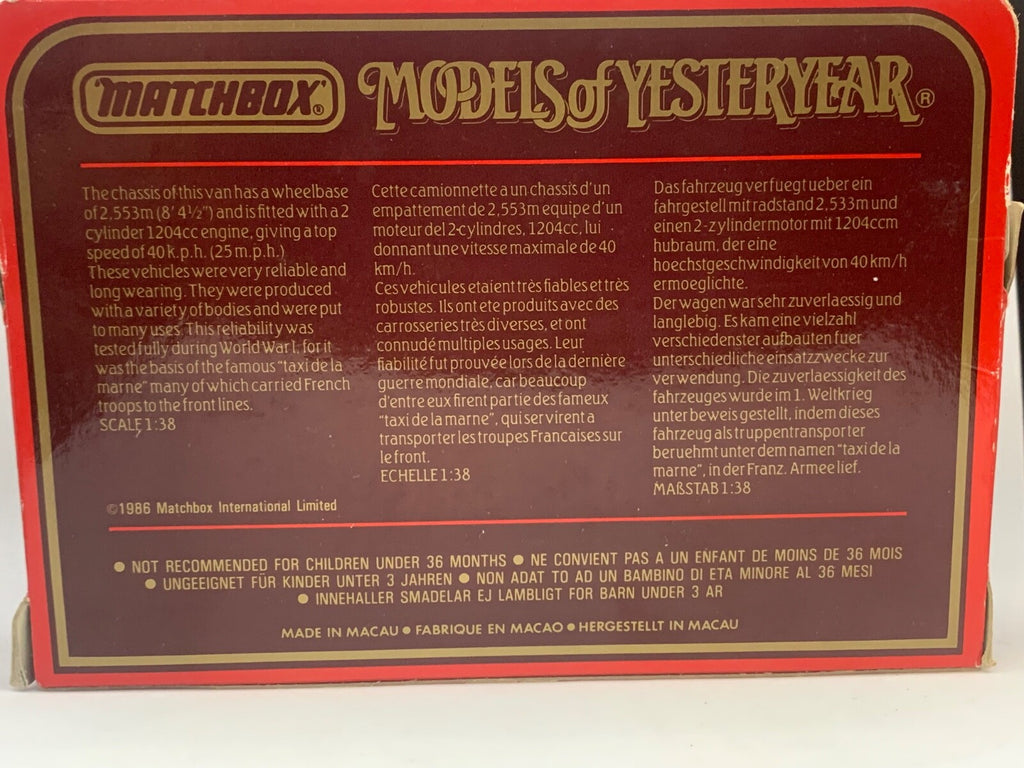 MATCHBOX®
MODELS of YESTERYEAR®
The chassis of this van has a wheelbase
of 2,553m (8' 4½") and is fitted with a 2
cylinder 1204cc engine, giving a top
speed of 40 k.p.h. (25 m.p.h.)
These vehicles were very reliable and
long wearing. They were produced
with a variety of bodies and were put
to many uses. This reliability was
tested fully during World War I, for it
was the basis of the famous "taxi de la
marne" many of which carried French
troops to the front lines.
SCALE 1:38
©1986 Matchbox International Limited
Cette camionnette a un chassis d'un
empattement de 2,553m equipe d'un
moteur de 1 2-cylindres, 1204cc, lui
donnant une vitesse maximale de 40
km/h.
Ces vehicules etaient très fiables et très
robustes. Ils ont ete produits avec des
carrosseries très diverses, et ont
connudé multiples usages. Leur
fiabilité fut prouvée lors de la dernière
guerre mondiale, car beaucoup
d'entre eux firent partie des fameux
"taxi de la marne", qui servirent a
transporter les troupes Francaises sur
le front.
ECHELLE 1:38
Das fahrzeug verfuegt ueber ein
fahrgestell mit radstand 2,533m und
einen 2-zylindermotor mit 1204ccm
hubraum, der eine
hoechstgeschwindigkeit von 40 km/h
ermoeglichte.
Der wagen war sehr zuverlaessig und
langlebig. Es kam eine vielzahl
verschiedenster aufbauten fuer
unterschiedliche einsatzzwecke zur
verwendung. Die zuverlaessigkeit des
fahrzeuges wurde im 1. Weltkrieg
unter beweis gestellt, indem dieses
fahrzeug als truppentransporter
beruehmt unter dem namen "taxi de la
marne", in der Franz. Armee lief.
MAßSTAB 1:38
● NOT RECOMMENDED FOR CHILDREN UNDER 36 MONTHS ● NE CONVIENT PAS A UN ENFANT DE MOINS DE 36 MOIS
● UNGEEIGNET FÜR KINDER UNTER 3 JAHREN ● NON ADAT TO AD UN BAMBINO DI ETA MINORE AL 36 MESI
● INNEHALLER SMADELAR EJ LAMBLIGT FOR BARN UNDER 3 AR
MADE IN MACAU ● FABRIQUE EN MACAO ● HERGESTELLT IN MACAU